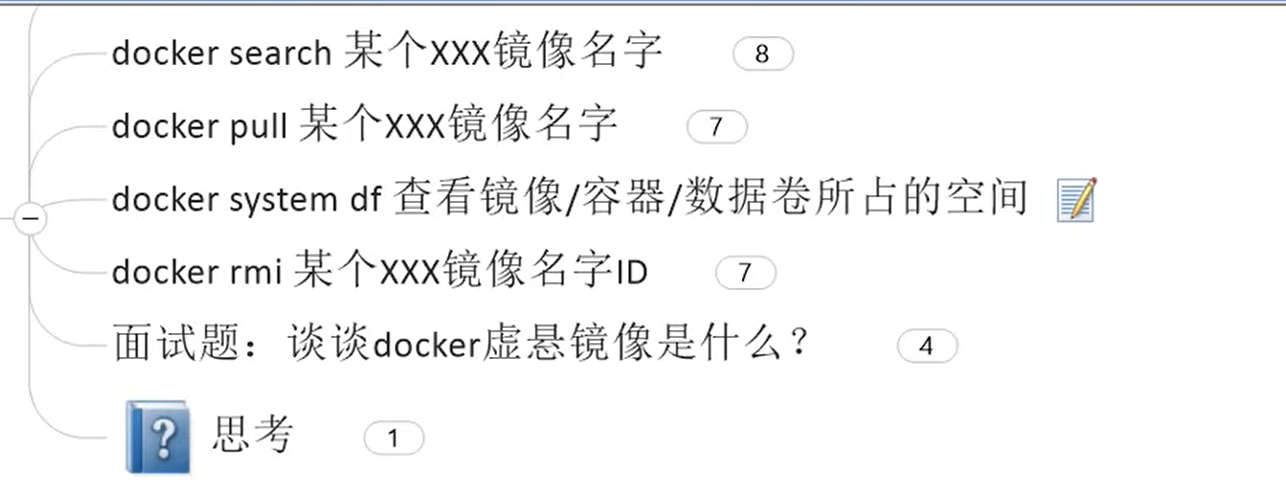 docker search 某个XXX镜像名字 8
docker pull 某个XXX镜像名字 7
docker system df 查看镜像/容器/数据卷所占的空间
docker rmi 某个XXX镜像名字ID 7
面试题：谈谈docker虚悬镜像是什么？ 4
? 思考 1